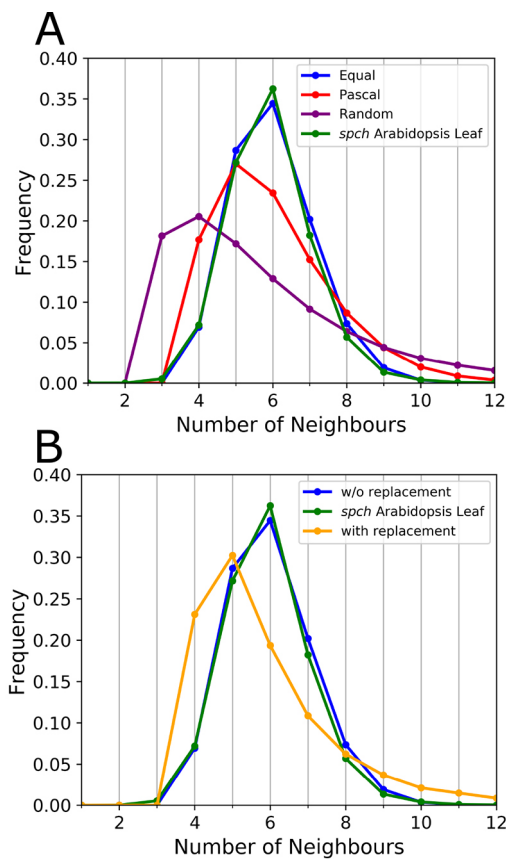 A
0.40
0.35
0.30
0.25
0.20
0.15
0.10
0.05
0.00
Frequency
Equal
Pascal
Random
spch Arabidopsis Leaf
2 4 6 8 10 12
Number of Neighbours
B
0.40
0.35
0.30
0.25
0.20
0.15
0.10
0.05
0.00
Frequency
w/o replacement
spch Arabidopsis Leaf
with replacement
2 4 6 8 10 12
Number of Neighbours